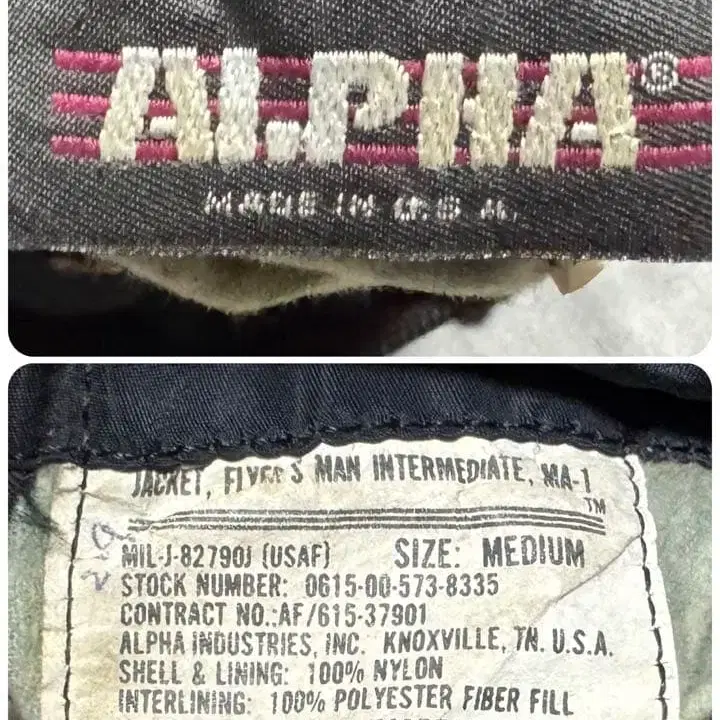 ALPHA®
MADE IN U.S.A.
JACKET, FLYER'S MAN INTERMEDIATE, MA-1
TM
MIL-J-82790J (USAF) SIZE: MEDIUM
STOCK NUMBER: 0615-00-573-8335
CONTRACT NO.:AF/615-37901
ALPHA INDUSTRIES, INC. KNOXVILLE, TN. U.S.A.
SHELL & LINING: 100% NYLON
INTERLINING: 100% POLYESTER FIBER FILL